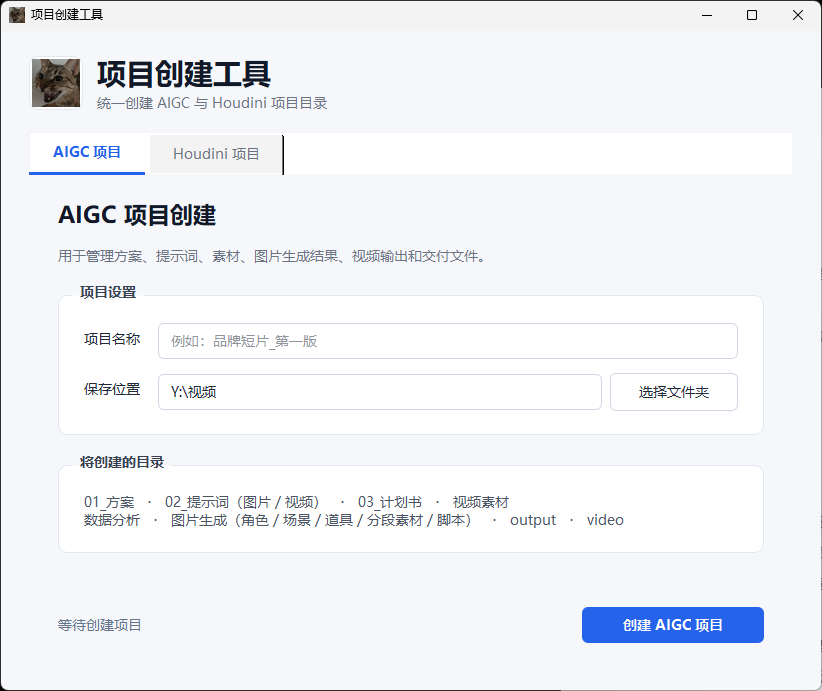 项目创建工具
项目创建工具
统一创建 AIGC 与 Houdini 项目目录
AIGC 项目
Houdini 项目
AIGC 项目创建
用于管理方案、提示词、素材、图片生成结果、视频输出和交付文件。
项目设置
项目名称
例如：品牌短片_第一版
保存位置
Y:\视频
选择文件夹
将创建的目录
01_方案 · 02_提示词（图片 / 视频） · 03_计划书 · 视频素材
数据分析 · 图片生成（角色 / 场景 / 道具 / 分段素材 / 脚本） · output · video
等待创建项目
创建 AIGC 项目